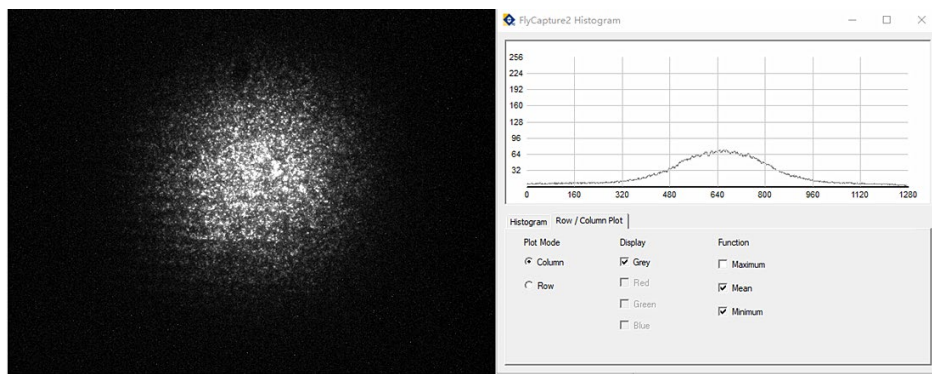 FlyCapture2 Histogram
256
224
192
160
128
96
64
32
0 160 320 480 640 800 960 1120 1280
Histogram Row / Column Plot
Plot Mode Display Function
Column Grey Maximum
Row Red Mean
Green Minimum
Blue